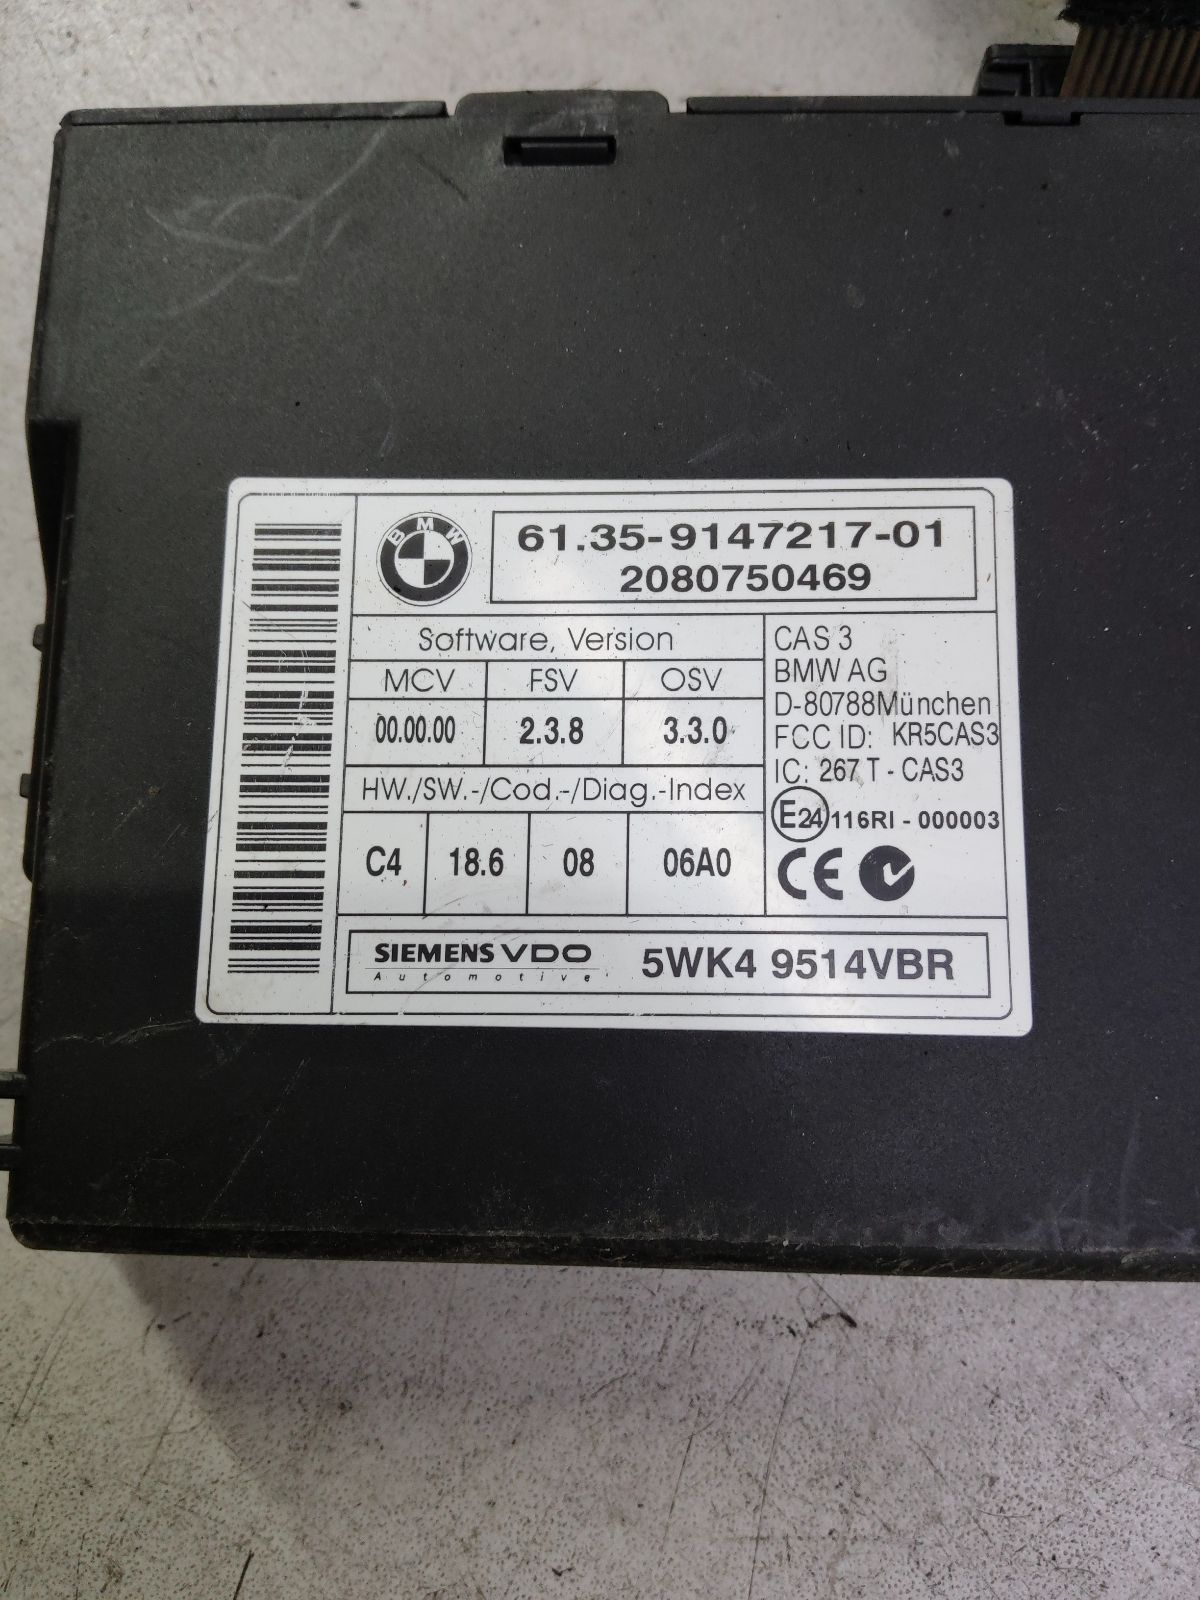 BMW
61.35-9147217-01
2080750469
Software, Version
MCV FSV OSV
00.00.00 2.3.8 3.3.0
HW./SW.-/Cod.-/Diag.-Index
C4 18.6 08 06A0
CAS 3
BMW AG
D-80788München
FCC ID: KR5CAS3
IC: 267 T - CAS3
E24 116RI - 000003
CE
SIEMENS VDO
Automotive
5WK4 9514VBR